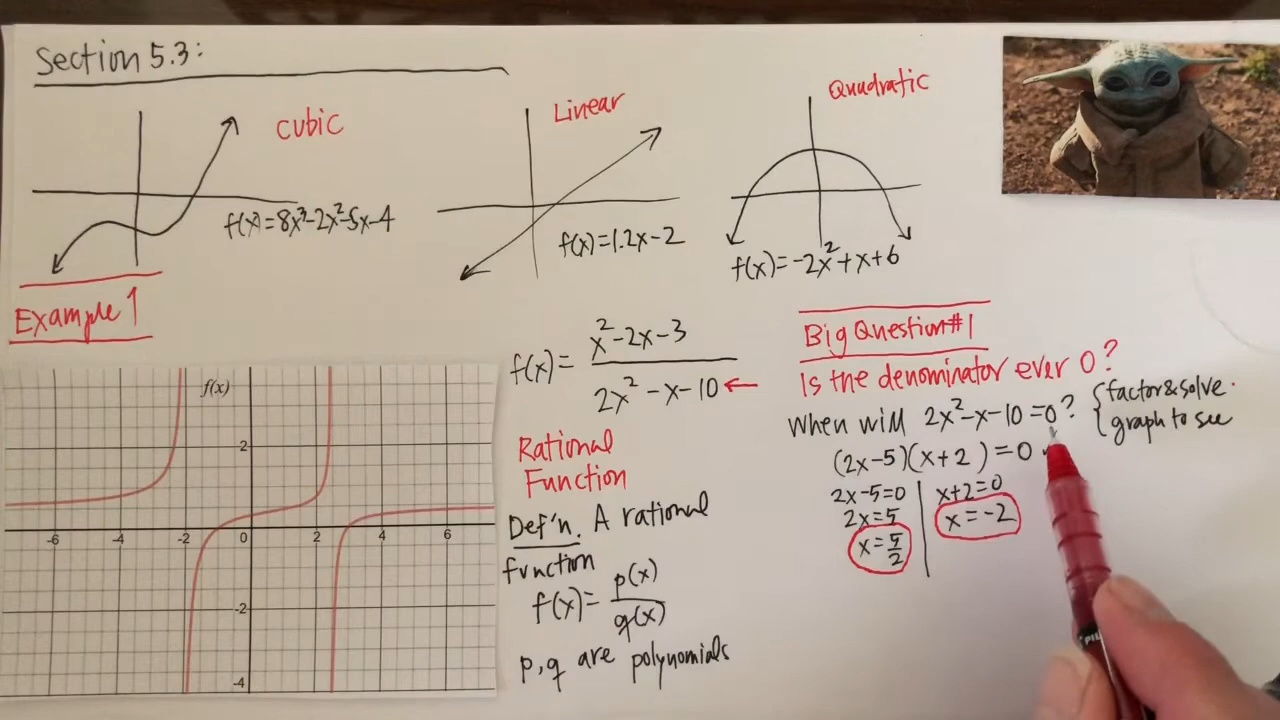 Section 5.3:
cubic
f(x)=8x³-2x²-5x-4
Linear
f(x)=1.2x-2
Quadratic
f(x)=-2x²+x+6
Example 1
f(x)
2
-6 -4 -2 0 2 4 6
-2
-4
f(x)= x²-2x-3
2x²-x-10 ←
Rational
Function
Def'n. A rational
function
f(x)= p(x)
q(x)
p,q are polynomials
Big Question#1
Is the denominator ever 0?
When will 2x²-x-10=0?
{factor&solve.
graph to see
(2x-5)(x+2)=0
2x-5=0
2x=5
x=5/2
x+2=0
x=-2
PIL